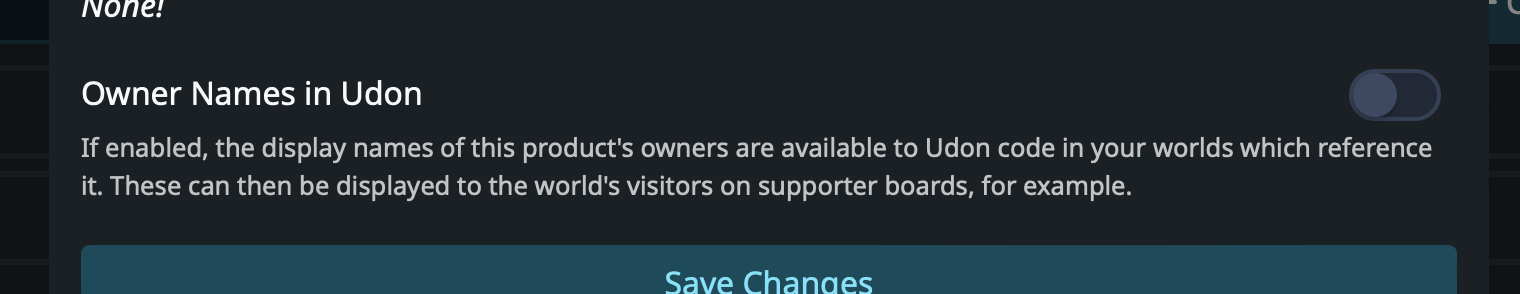 None!
Owner Names in Udon
If enabled, the display names of this product's owners are available to Udon code in your worlds which reference
it. These can then be displayed to the world's visitors on supporter boards, for example.
Save Changes